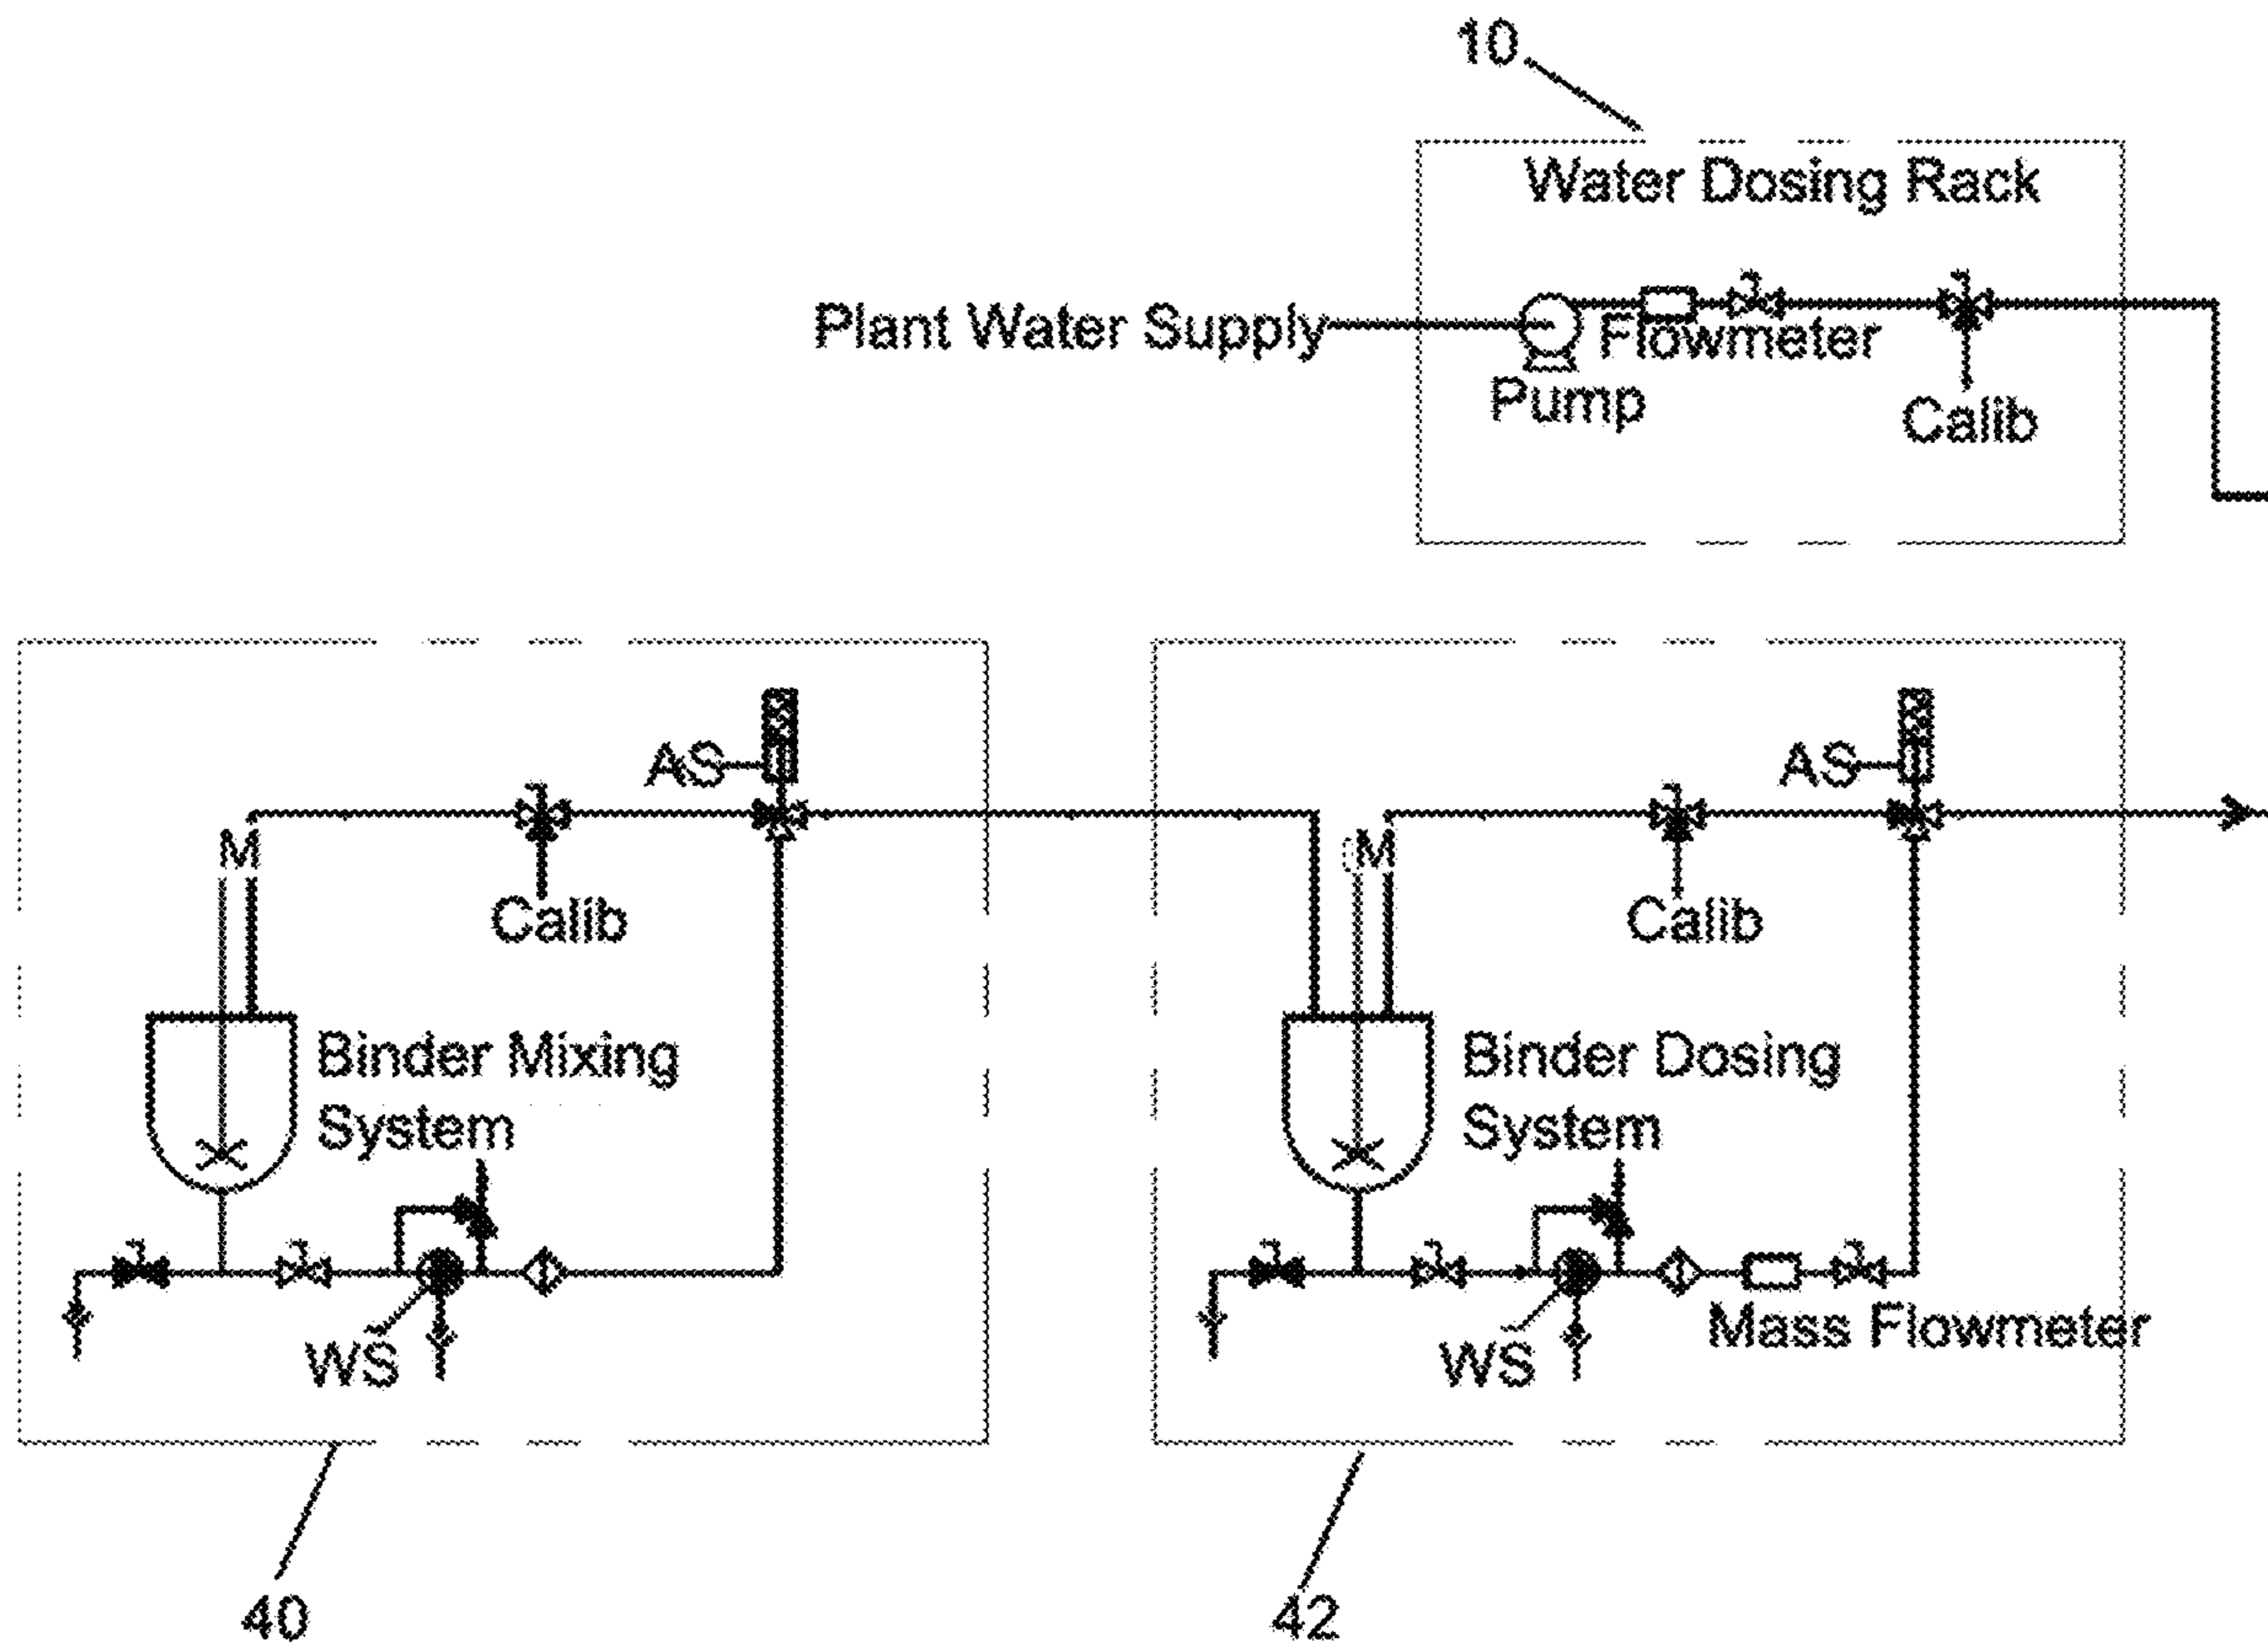 10
Water Dosing Rack
Plant Water Supply
Flowmeter
Pump
Calib
AS
M
Calib
Binder Mixing
System
WS
AS
M
Calib
Binder Dosing
System
Mass Flowmeter
WS
40
42